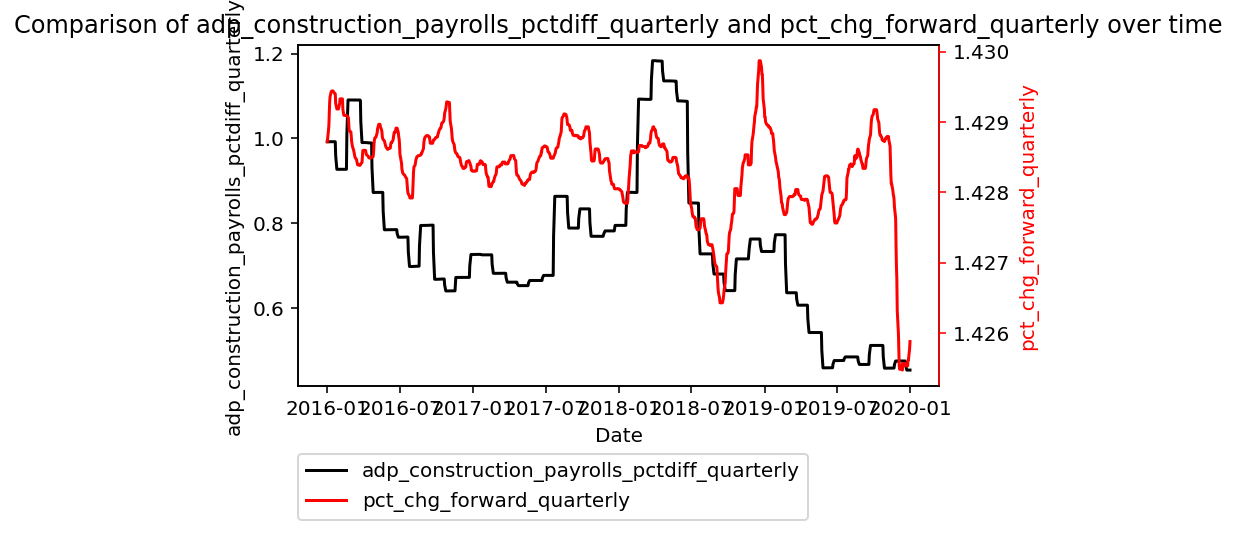 Comparison of adp_construction_payrolls_pctdiff_quarterly and pct_chg_forward_quarterly over time
adp_construction_payrolls_pctdiff_quarterly
1.2
1.0
0.8
0.6
1.430
1.429
1.428
1.427
1.426
pct_chg_forward_quarterly
2016-01 2016-07 2017-01 2017-07 2018-01 2018-07 2019-01 2019-07 2020-01
Date
adp_construction_payrolls_pctdiff_quarterly
pct_chg_forward_quarterly